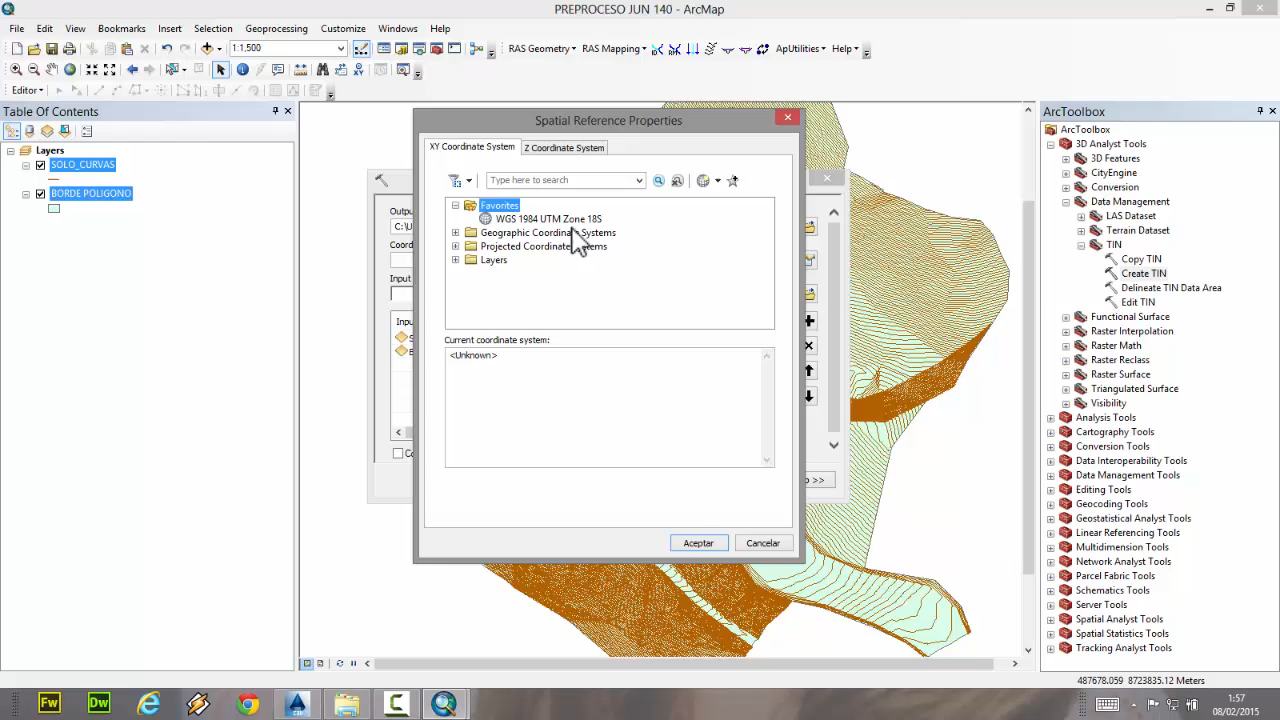 PREPROCESO JUN 140 - ArcMap
File Edit View Bookmarks Insert Selection Geoprocessing Customize Windows Help
1:1,500 RAS Geometry RAS Mapping ApUtilities Help
Editor
Table Of Contents
Layers
SOLO_CURVAS
BORDE POLIGONO
Spatial Reference Properties
XY Coordinate System Z Coordinate System
Type here to search
Favorites
WGS 1984 UTM Zone 18S
Geographic Coordinate Systems
Projected Coordinate Systems
Layers
Current coordinate system:
<Unknown>
Aceptar Cancelar
Outpu
C:\U
Coord
Input
Inpu
Co
>>
ArcToolbox
ArcToolbox
3D Analyst Tools
3D Features
CityEngine
Conversion
Data Management
LAS Dataset
Terrain Dataset
TIN
Copy TIN
Create TIN
Delineate TIN Data Area
Edit TIN
Functional Surface
Raster Interpolation
Raster Math
Raster Reclass
Raster Surface
Triangulated Surface
Visibility
Analysis Tools
Cartography Tools
Conversion Tools
Data Interoperability Tools
Data Management Tools
Editing Tools
Geocoding Tools
Geostatistical Analyst Tools
Linear Referencing Tools
Multidimension Tools
Network Analyst Tools
Parcel Fabric Tools
Schematics Tools
Server Tools
Spatial Analyst Tools
Spatial Statistics Tools
Tracking Analyst Tools
487678.059 8723835.12 Meters
Fw Dw
1:57
08/02/2015